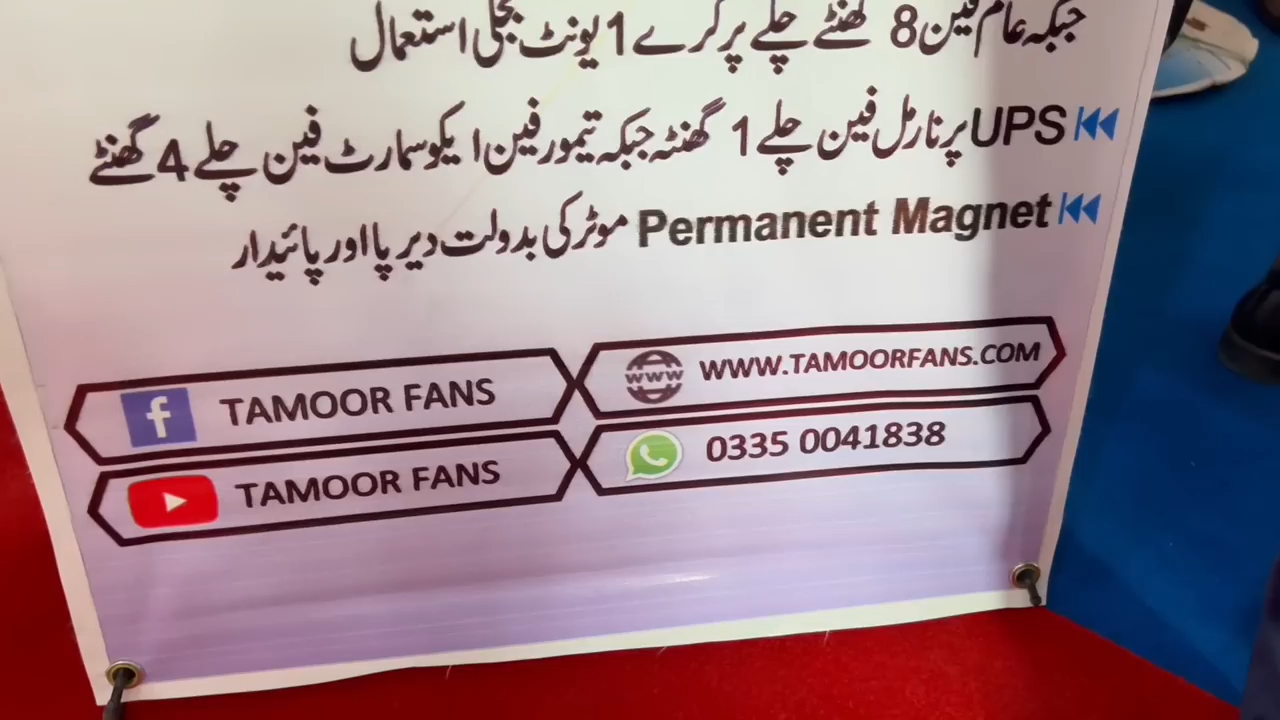 جبکہ عام فین 8 گھنٹے چلے پر کرے 1 یونٹ بجلی استعمال
UPS پر نارمل فین چلے 1 گھنٹہ جبکہ تیمور فین ایکو سمارٹ فین چلے 4 گھنٹے
Permanent Magnet موٹر کی بدولت دیر پا اور پائیدار
f TAMOOR FANS
WWW WWW.TAMOORFANS.COM
TAMOOR FANS
0335 0041838